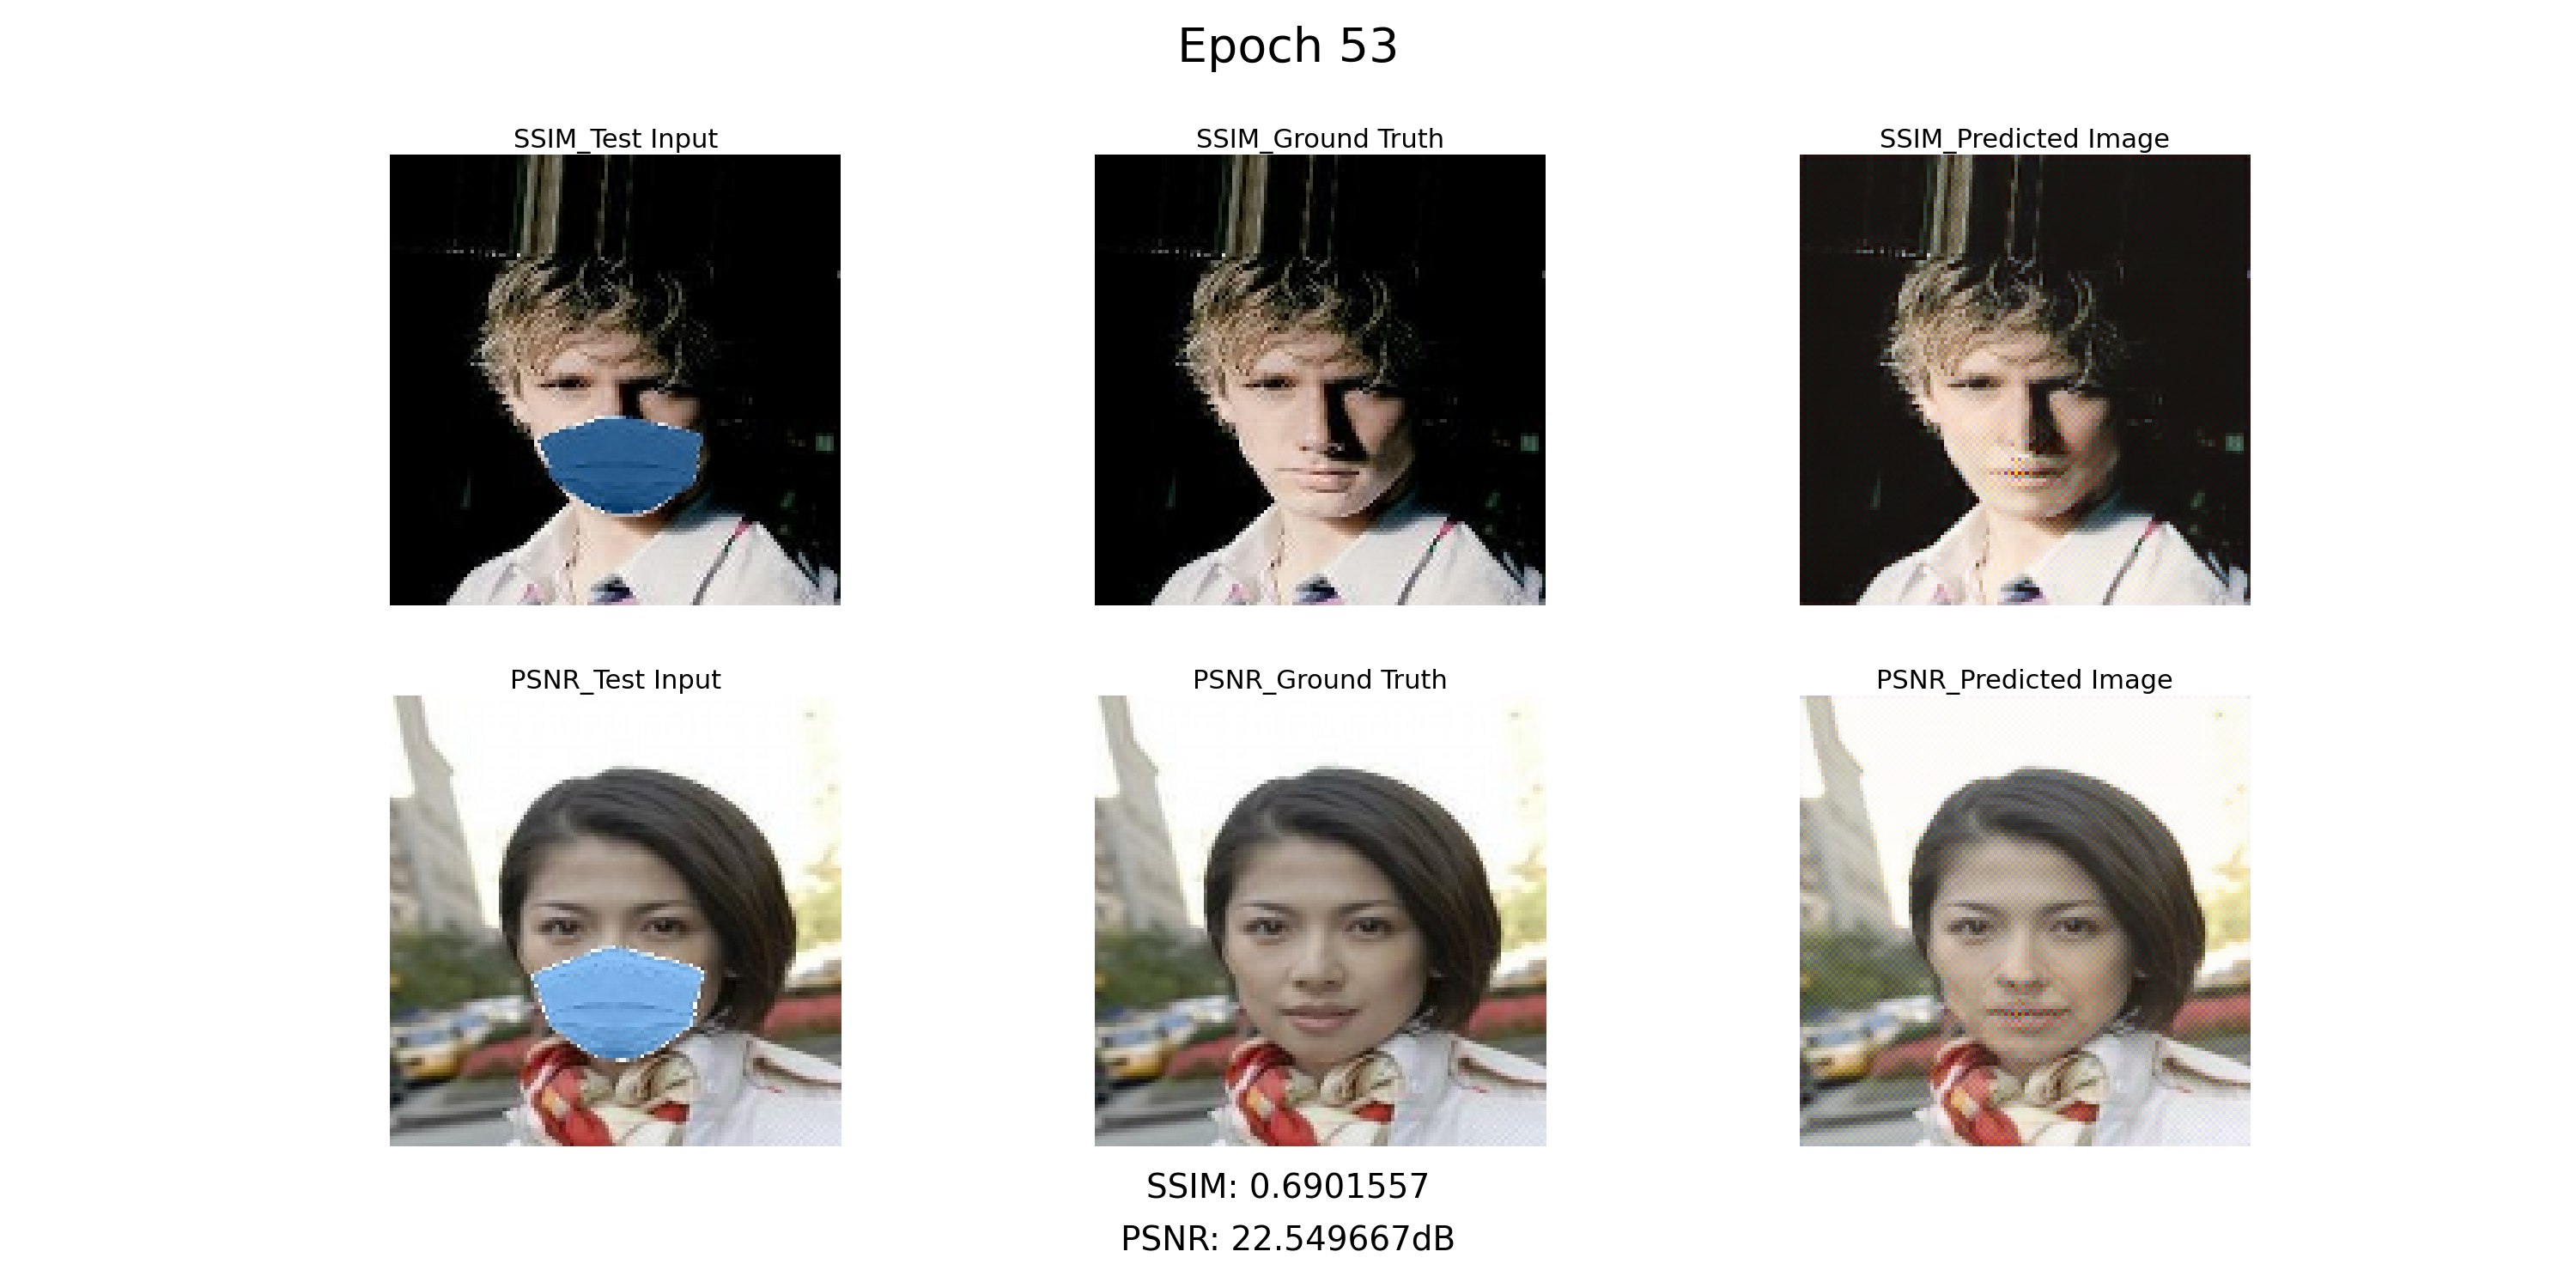 Epoch 53
SSIM_Test Input
SSIM_Ground Truth
SSIM_Predicted Image
PSNR_Test Input
PSNR_Ground Truth
PSNR_Predicted Image
SSIM: 0.6901557
PSNR: 22.549667dB